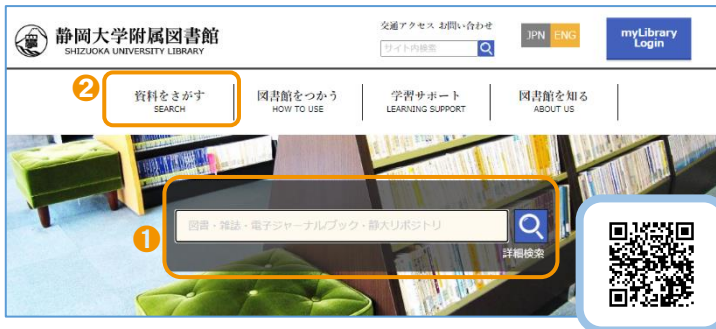 静岡大学附属図書館
SHIZUOKA UNIVERSITY LIBRARY
交通アクセス お問い合わせ
サイト内検索
JPN ENG
myLibrary
Login
❷
資料をさがす
SEARCH
図書館をつかう
HOW TO USE
学習サポート
LEARNING SUPPORT
図書館を知る
ABOUT US
❶
図書・雑誌・電子ジャーナル/ブック・静大リポジトリ
詳細検索